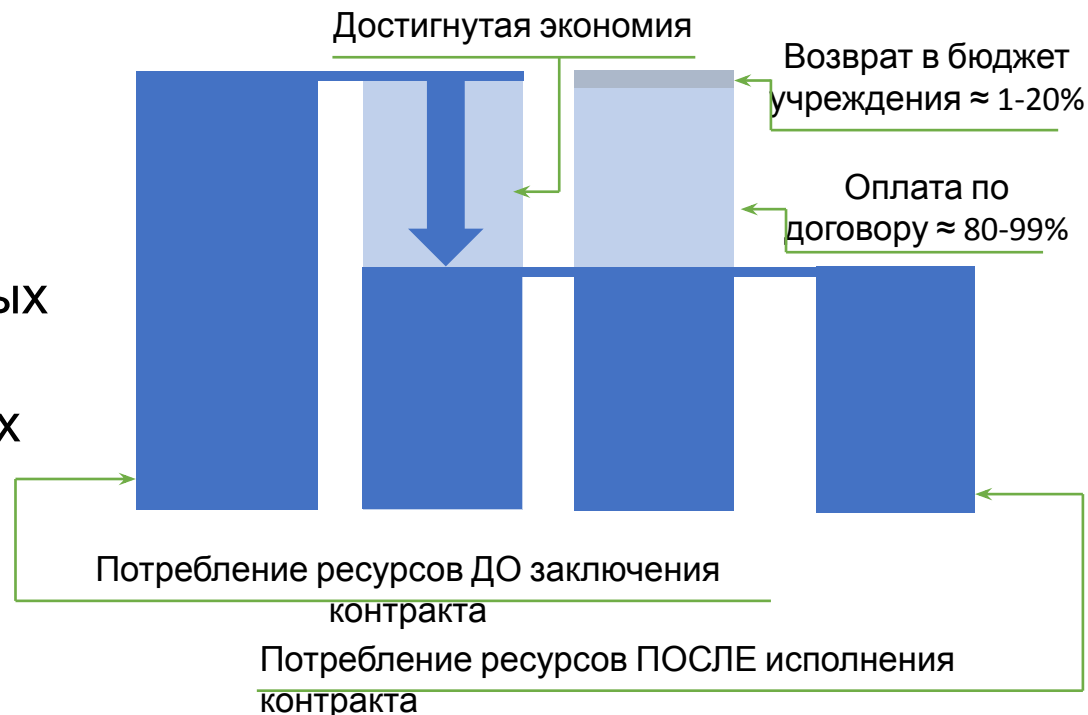 Достигнутая экономия
Возврат в бюджет
учреждения ≈ 1-20%
Оплата по
договору ≈ 80-99%
ых
х
Потребление ресурсов ДО заключения
контракта
Потребление ресурсов ПОСЛЕ исполнения
контракта